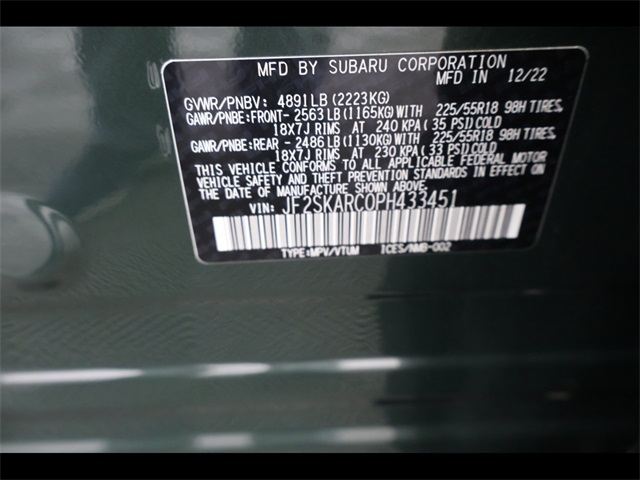 MFD BY SUBARU CORPORATION
MFD IN 12/22
GVWR/PNBV: 4891LB(2223KG)
GAWR/PNBE:FRONT- 2563LB(1165KG)WITH 225/55R18 98H TIRES,
18X7J RIMS AT 240 KPA(35 PSI)COLD
GAWR/PNBE:REAR - 2486LB(1130KG)WITH 225/55R18 98H TIRES,
18X7J RIMS AT 230 KPA(33 PSI)COLD
THIS VEHICLE CONFORMS TO ALL APPLICABLE FEDERAL MOTOR
VEHICLE SAFETY AND THEFT PREVENTION STANDARDS IN EFFECT
ON THE DATE OF MANUFACTURE SHOWN ABOVE.
VIN: JF2SKARC0PH433451
TYPE:MPV/VTUM ICES/NMB-002